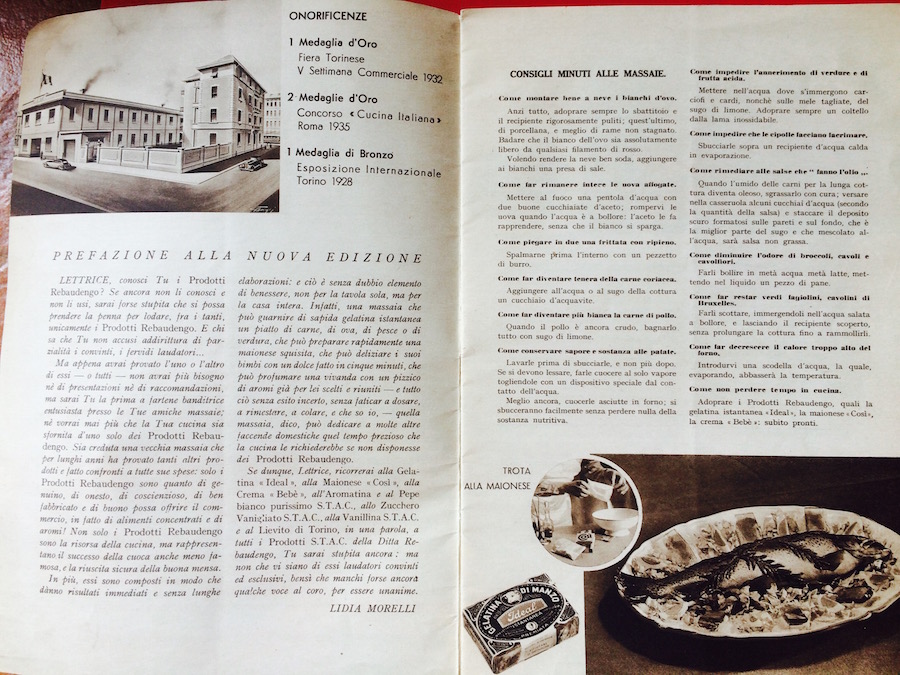 ONORIFICENZE
1 Medaglia d'Oro
Fiera Torinese
V Settimana Commerciale 1932
2 Medaglie d'Oro
Concorso «Cucina Italiana»
Roma 1935
1 Medaglia di Bronzo
Esposizione Internazionale
Torino 1928
PREFAZIONE ALLA NUOVA EDIZIONE
LETTRICE, conosci Tu i Prodotti
Rebaudengo? Se ancora non li conosci e
non li usi, sarai forse stupita che si possa
prendere la penna per lodare, fra i tanti,
unicamente i Prodotti Rebaudengo. E chi
sa che Tu non accusi addirittura di par-
zialità i convinti, i fervidi laudatori...
Ma appena avrai provato l'uno o l'altro
di essi — o tutti — non avrai più bisogno
nè di presentazioni nè di raccomandazioni,
ma sarai Tu la prima a fartene banditrice
entusiasta presso le Tue amiche massaie;
nè vorrai mai più che la Tua cucina sia
sfornita d'uno solo dei Prodotti Rebau-
dengo. Sia creduta una vecchia massaia che
per lunghi anni ha provato tanti altri pro-
dotti e fatto confronti a tutte sue spese: solo i
Prodotti Rebaudengo sono quanto di ge-
nuino, di onesto, di coscienzioso, di ben
fabbricato e di buono possa offrire il com-
mercio, in fatto di alimenti concentrati e di
aromi! Non solo i Prodotti Rebaudengo
sono la risorsa della cucina, ma rappresen-
tano il successo della cuoca anche meno fa-
mosa, e la riuscita sicura della buona mensa.
In più, essi sono composti in modo che
dànno risultati immediati e senza lunghe
elaborazioni: e ciò è senza dubbio elemento
di benessere, non per la tavola sola, ma per
la casa intera. Infatti, una massaia che
può guarnire di sapida gelatina istantanea
un piatto di carne, di ova, di pesce o di
verdura, che può preparare rapidamente una
maionese squisita, che può deliziare i suoi
bimbi con un dolce fatto in cinque minuti, che
può profumare una vivanda con un pizzico
di aromi già per lei scelti e riuniti — e tutto
ciò senza esito incerto, senza faticar a dosare,
a rimestare, a colare, e che so io, — quella
massaia, dico, può dedicare a molte altre
faccende domestiche quel tempo prezioso che
la cucina le richiederebbe se non disponesse
dei Prodotti Rebaudengo.
Se dunque, Lettrice, ricorrerai alla Gela-
tina «Ideal», alla Maionese «Così», alla
Crema «Bebè», all'Aromatina e al Pepe
bianco purissimo S.T.A.C., allo Zucchero
Vanigliato S.T.A.C., alla Vanillina S.T.A.C.
e al Lievito di Torino, in una parola, a
tutti i Prodotti S.T.A.C. della Ditta Re-
baudengo, Tu sarai stupita ancora: ma
non che vi siano di essi laudatori convinti
ed esclusivi, bensì che manchi forse ancora
qualche voce al coro, per essere unanime.
LIDIA MORELLI
CONSIGLI MINUTI ALLE MASSAIE.
Come montare bene a neve i bianchi d'ovo.
Anzi tutto, adoprare sempre lo sbattitoio e
il recipiente rigorosamente puliti; quest'ultimo,
di porcellana, e meglio di rame non stagnato.
Badare che il bianco dell'ovo sia assolutamente
libero da qualsiasi filamento di rosso.
Volendo rendere la neve ben soda, aggiungere
ai bianchi una presa di sale.
Come far rimanere intere le uova affogate.
Mettere al fuoco una pentola d'acqua con
due buone cucchiaiate d'aceto; rompervi le
uova quando l'acqua è a bollore: l'aceto le fa
rapprendere, senza che il bianco si sparga.
Come piegare in due una frittata con ripieno.
Spalmarne prima l'interno con un pezzetto
di burro.
Come far diventare tenera della carne coriacea.
Aggiungere all'acqua o al sugo della cottura
un cucchiaio d'acquavite.
Come far diventare più bianca la carne di pollo.
Quando il pollo è ancora crudo, bagnarlo
tutto con sugo di limone.
Come conservare sapore e sostanza alle patate.
Lavarle prima di sbucciarle, e non più dopo.
Se si devono lessare, farle cuocere al solo vapore
togliendole con un dispositivo speciale dal con-
tatto dell'acqua.
Meglio ancora, cuocerle asciutte in forno; si
sbucceranno facilmente senza perdere nulla della
sostanza nutritiva.
Come impedire l'annerimento di verdure e di
frutta acida.
Mettere nell'acqua dove s'immergono car-
ciofi e cardi, nonchè sulle mele tagliate, del
sugo di limone. Adoprare sempre un coltello
dalla lama inossidabile.
Come impedire che le cipolle facciano lacrimare.
Sbucciarle sopra un recipiente d'acqua calda
in evaporazione.
Come rimediare alle salse che "fanno l'olio„.
Quando l'umido delle carni per la lunga cot-
tura diventa oleoso, sgrassarlo con cura; versare
nella casseruola alcuni cucchiai d'acqua (secondo
la quantità della salsa) e staccare il deposito
scuro formatosi sulle pareti e sul fondo, che è
la miglior parte del sugo e che mescolato al-
l'acqua, sarà salsa non grassa.
Come diminuire l'odore di broccoli, cavoli e
cavolfiori.
Farli bollire in metà acqua metà latte, met-
tendo nel liquido un pezzo di pane.
Come far restar verdi fagiolini, cavolini di
Bruxelles.
Farli scottare, immergendoli nell'acqua salata
a bollore, e lasciando il recipiente scoperto,
senza prolungare la cottura fino a rammollirli.
Come far decrescere il calore troppo alto del
forno.
Introdurvi una scodella d'acqua, la quale,
evaporando, abbasserà la temperatura.
Come non perdere tempo in cucina.
Adoprare i Prodotti Rebaudengo, quali la
gelatina istantanea «Ideal», la maionese «Così»,
la crema «Bebè»: subito pronti.
TROTA
ALLA MAIONESE
GELATINA DI MANZO
Ideal
ISTANTANEA
PREMIATA